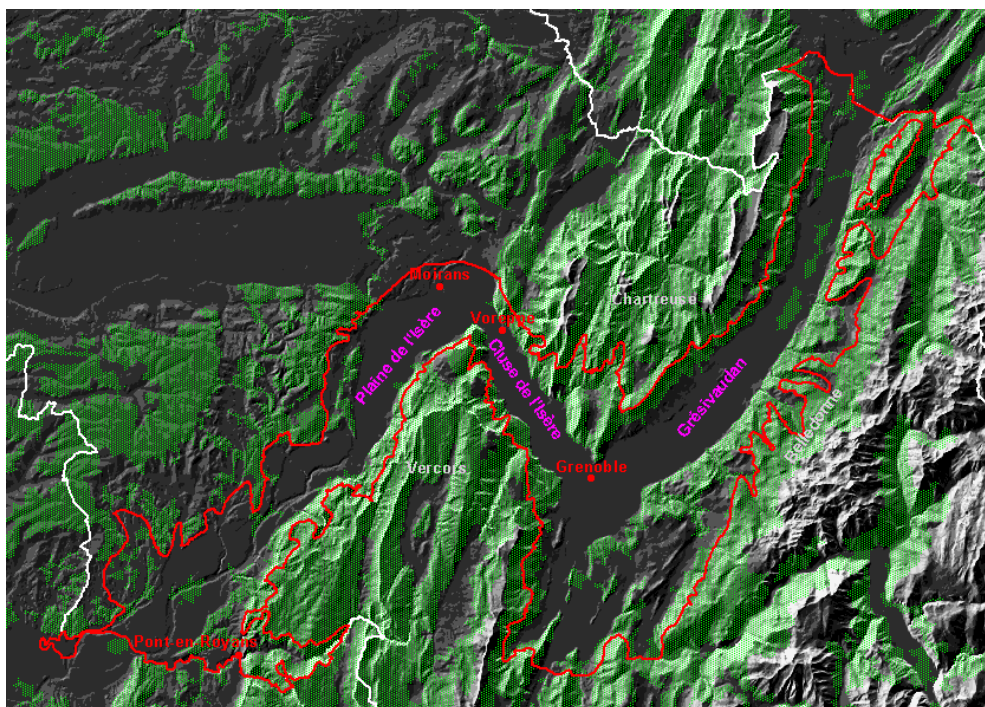 Moirans
Chartreuse
Voreppe
Plaine de l'Isère
Cluse de l'Isère
Grésivaudan
Belledonne
Vercors
Grenoble
Pont en Royans